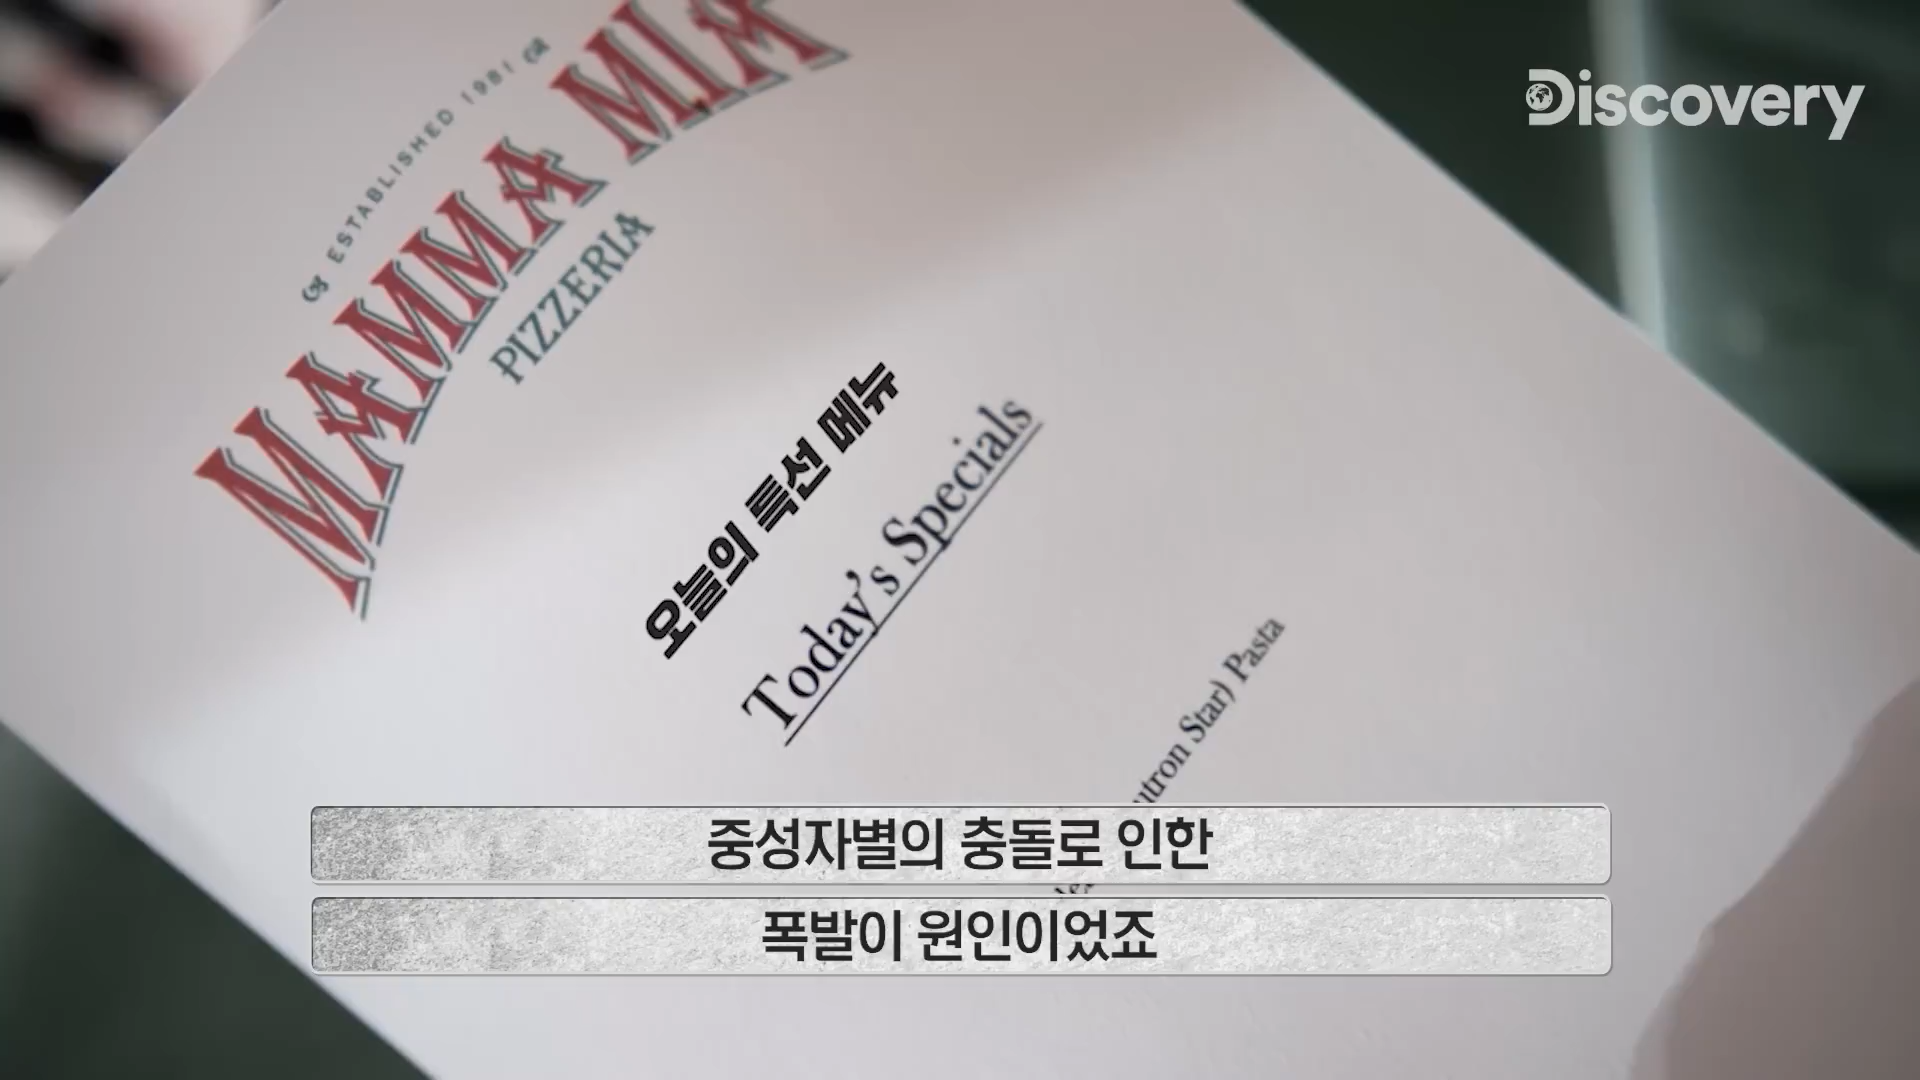 Discovery
ESTABLISHED 1981
MAMMA MIA
PIZZERIA
오늘의 특선 메뉴
Today's Specials
Star) Pasta
중성자별의 충돌로 인한
폭발이 원인이었죠